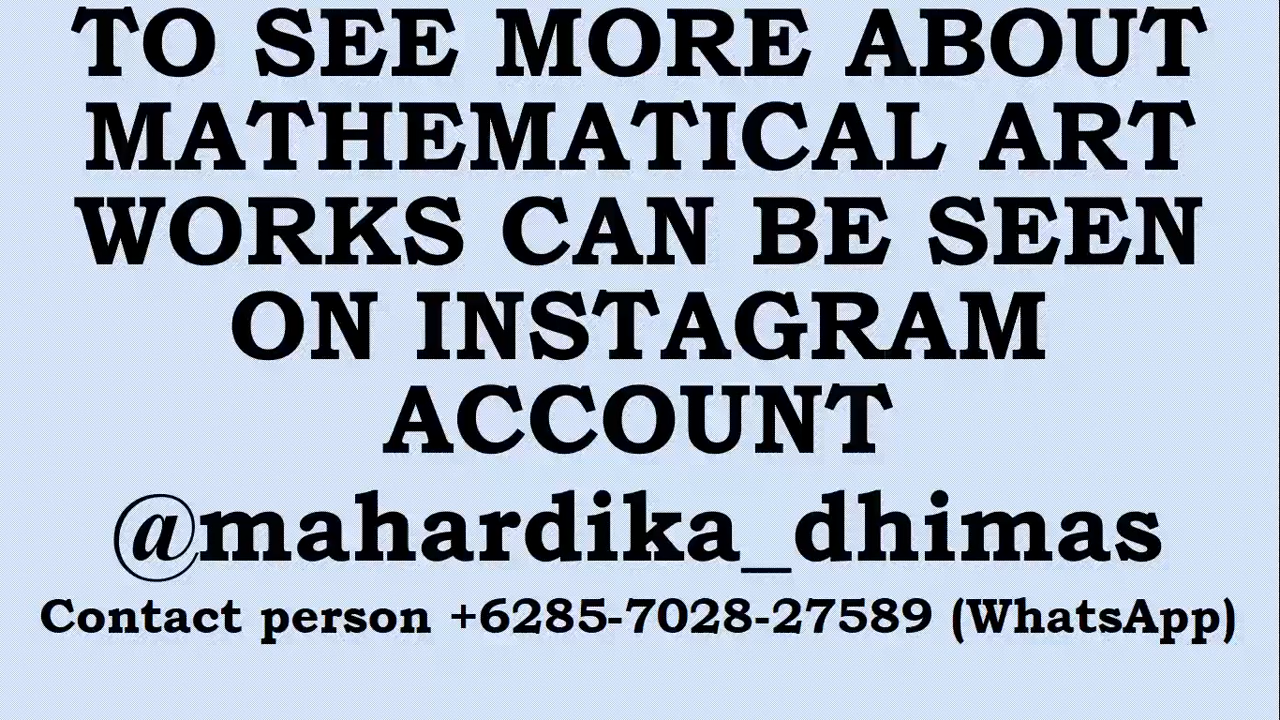 TO SEE MORE ABOUT
MATHEMATICAL ART
WORKS CAN BE SEEN
ON INSTAGRAM
ACCOUNT
@mahardika_dhimas
Contact person +6285-7028-27589 (WhatsApp)